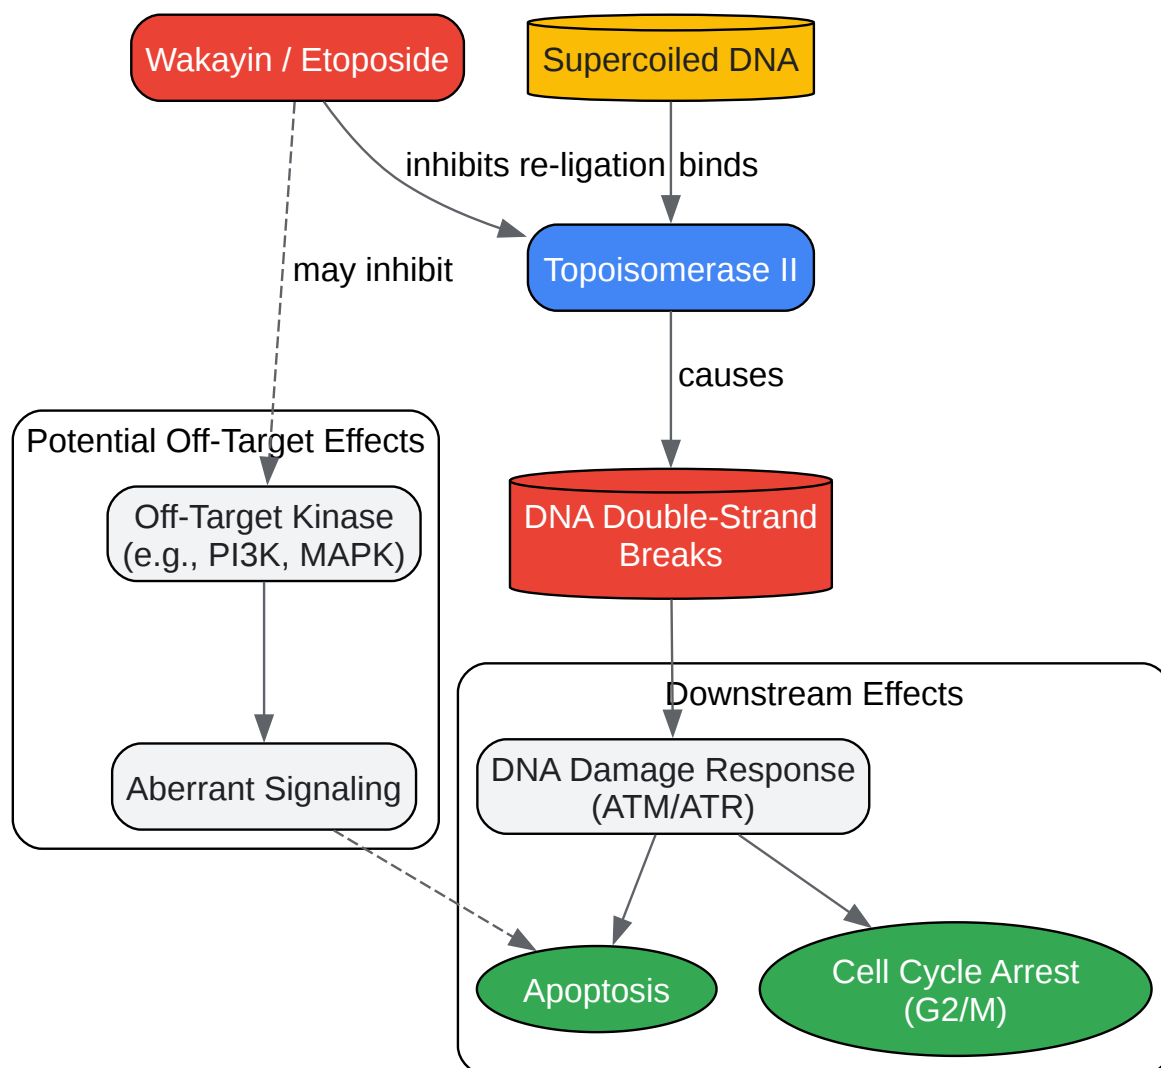 Wakayin / Etoposide
Supercoiled DNA
inhibits re-ligation
binds
may inhibit
Topoisomerase II
causes
Potential Off-Target Effects
Off-Target Kinase
(e.g., PI3K, MAPK)
DNA Double-Strand
Breaks
Downstream Effects
Aberrant Signaling
DNA Damage Response
(ATM/ATR)
Apoptosis
Cell Cycle Arrest
(G2/M)